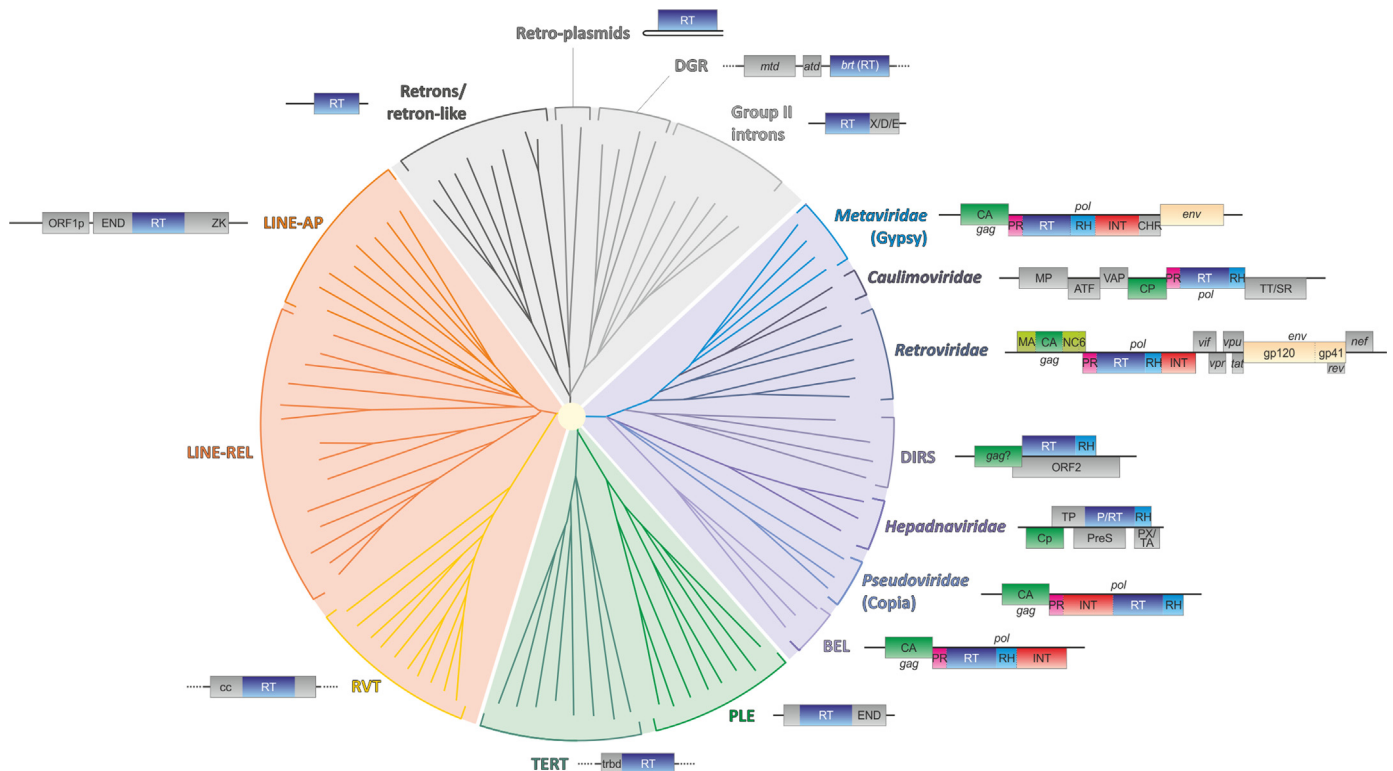 RT
Retro-plasmids
DGR
mtd atd brt (RT)
RT
Retrons/
retron-like
Group II
introns
RT X/D/E
ORF1p END RT ZK
LINE-AP
Metaviridae
(Gypsy)
CA gag PR RT RH INT CHR pol env
Caulimoviridae
MP ATF VAP CP PR RT RH pol TT/SR
Retroviridae
MA CA NC6 gag PR RT RH INT pol vif vpr vpu tat env gp120 gp41 rev nef
LINE-REL
DIRS
gag? RT RH ORF2
Hepadnaviridae
TP P/RT RH
Cp PreS PX/
TA
Pseudoviridae
(Copia)
CA gag PR INT RT RH pol
BEL
CA gag PR RT RH INT pol
cc RT
RVT
PLE
RT END
TERT
trbd RT